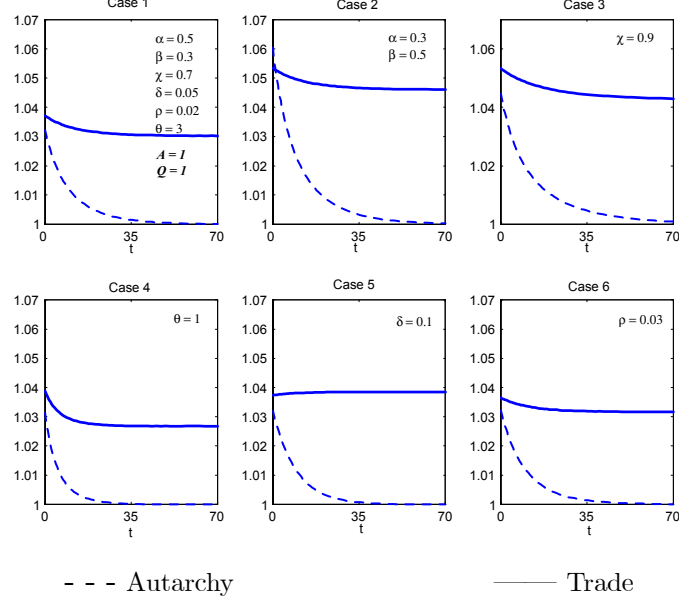 Case 1 Case 2 Case 3
1.07 1.07
α = 0.5 α = 0.3 χ = 0.9
1.06 β = 0.3 1.06 β = 0.5 1.06
χ = 0.7
1.05 δ = 0.05 1.05
1.04 ρ = 0.02 1.04 1.04
1.03 θ = 3 1.03
A = 1
1.02 Q = 1 1.02 1.02
1.01 1.01
1 1 1
0 35 70 0 35 70 0 35 70
t t t
Case 4 Case 5 Case 6
1.07 1.07 1.07
θ = 1 δ = 0.1 ρ = 0.03
1.06 1.06 1.06
1.05 1.05 1.05
1.04 1.04 1.04
1.03 1.03 1.03
1.02 1.02 1.02
1.01 1.01 1.01
1 1 1
0 35 70 0 35 70 0 35 70
t t t
- - - Autarchy —— Trade